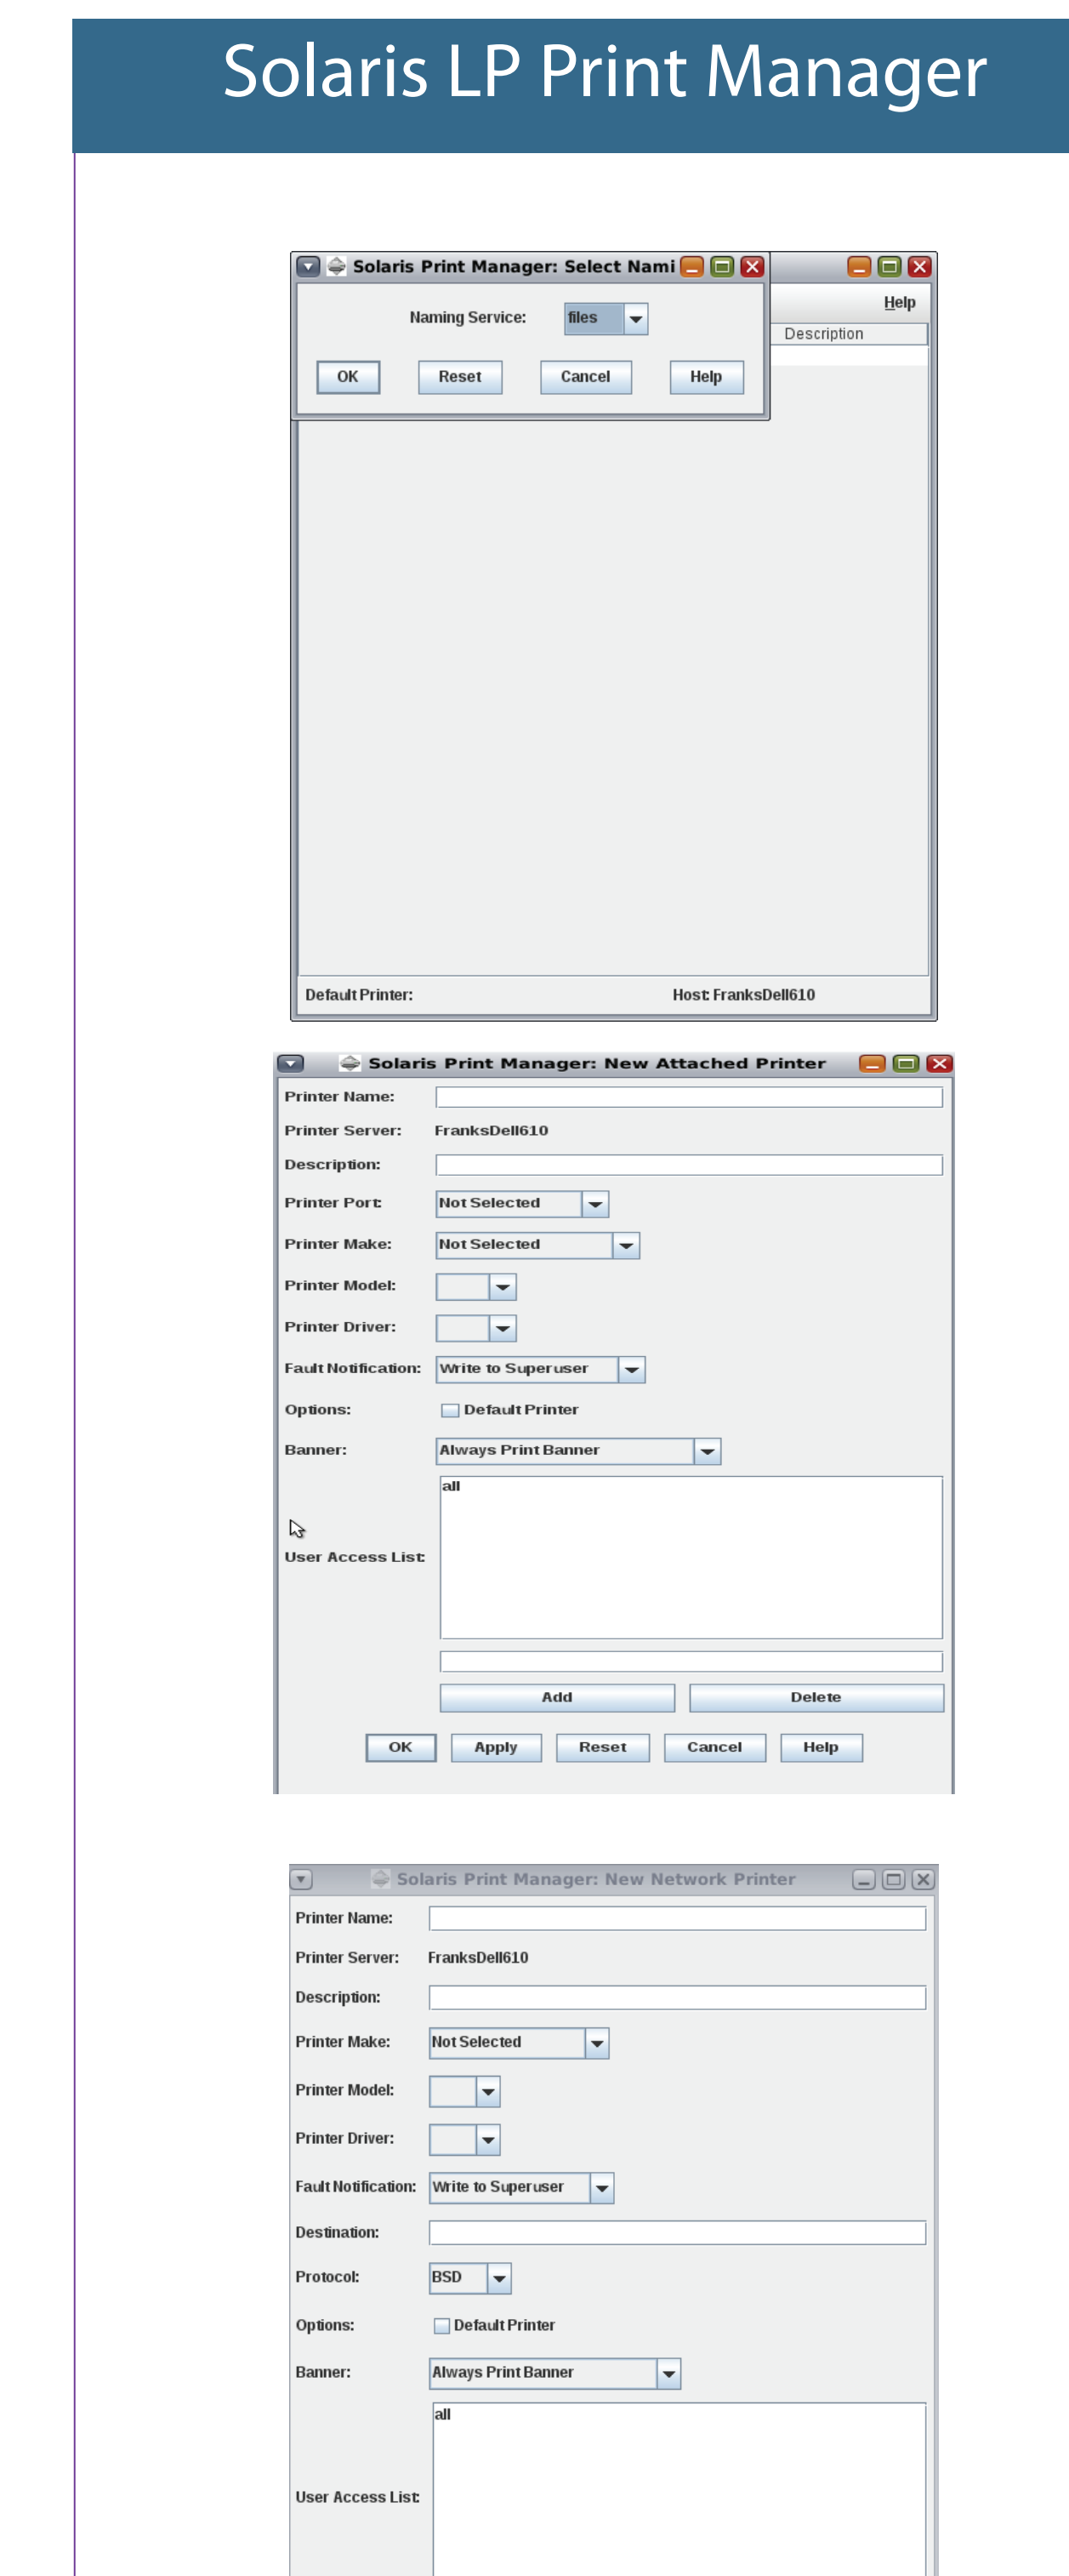 Solaris LP Print Manager
Solaris Print Manager: Select Nami
Help
Naming Service: files
Description
OK Reset Cancel Help
Default Printer: Host: FranksDell610
Solaris Print Manager: New Attached Printer
Printer Name:
Printer Server: FranksDell610
Description:
Printer Port: Not Selected
Printer Make: Not Selected
Printer Model:
Printer Driver:
Fault Notification: Write to Superuser
Options: Default Printer
Banner: Always Print Banner
all
User Access List:
Add Delete
OK Apply Reset Cancel Help
Solaris Print Manager: New Network Printer
Printer Name:
Printer Server: FranksDell610
Description:
Printer Make: Not Selected
Printer Model:
Printer Driver:
Fault Notification: Write to Superuser
Destination:
Protocol: BSD
Options: Default Printer
Banner: Always Print Banner
all
User Access List: